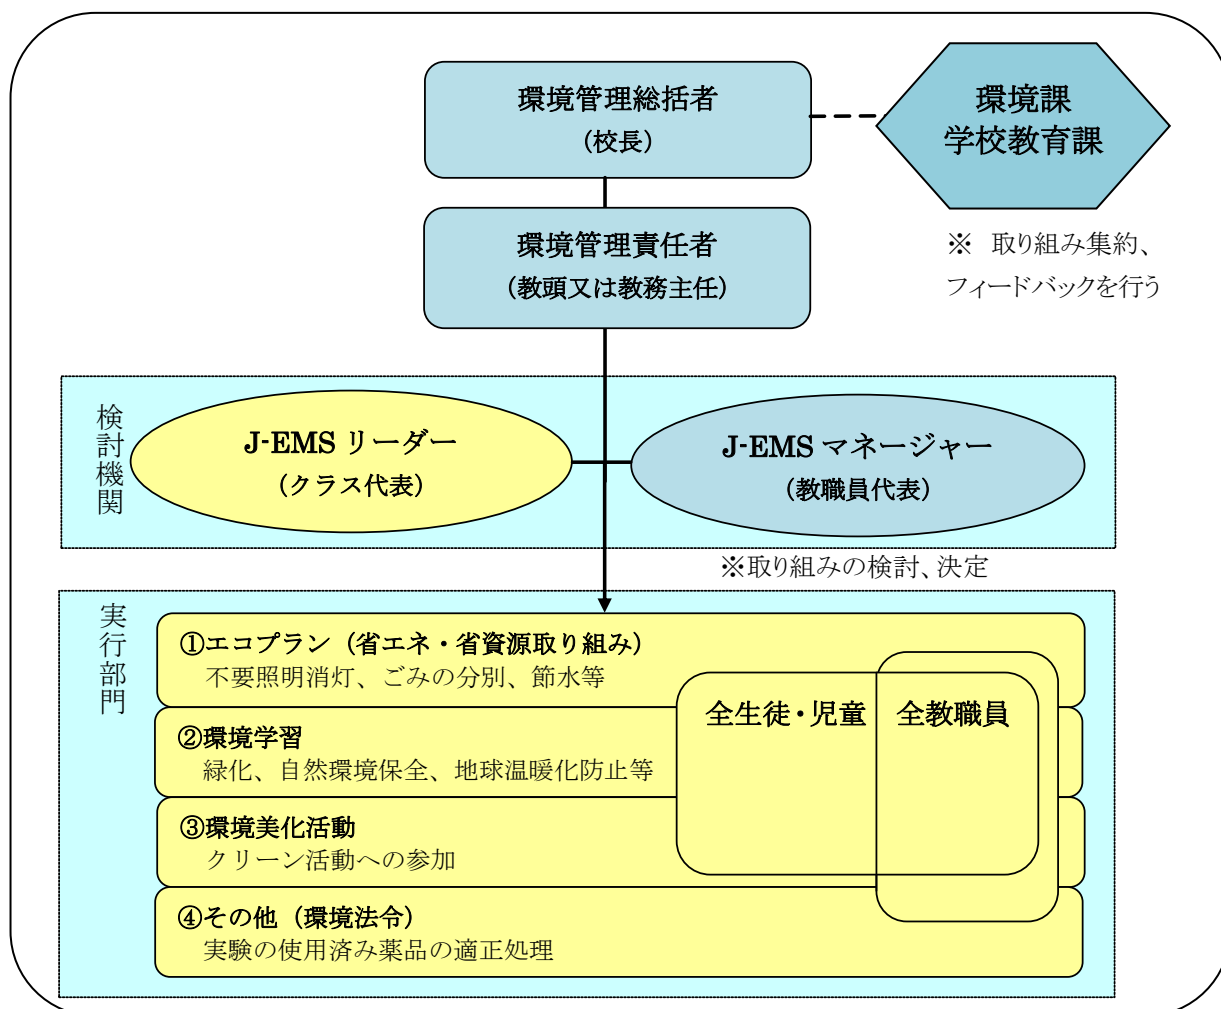 環境管理総括者
（校長）
環境課
学校教育課
※　取り組み集約、
フィードバックを行う
環境管理責任者
（教頭又は教務主任）
検討機関
J-EMS リーダー
（クラス代表）
J-EMS マネージャー
（教職員代表）
※取り組みの検討、決定
実行部門
①エコプラン（省エネ・省資源取り組み）
不要照明消灯、ごみの分別、節水等
全生徒・児童
全教職員
②環境学習
緑化、自然環境保全、地球温暖化防止等
③環境美化活動
クリーン活動への参加
④その他（環境法令）
実験の使用済み薬品の適正処理